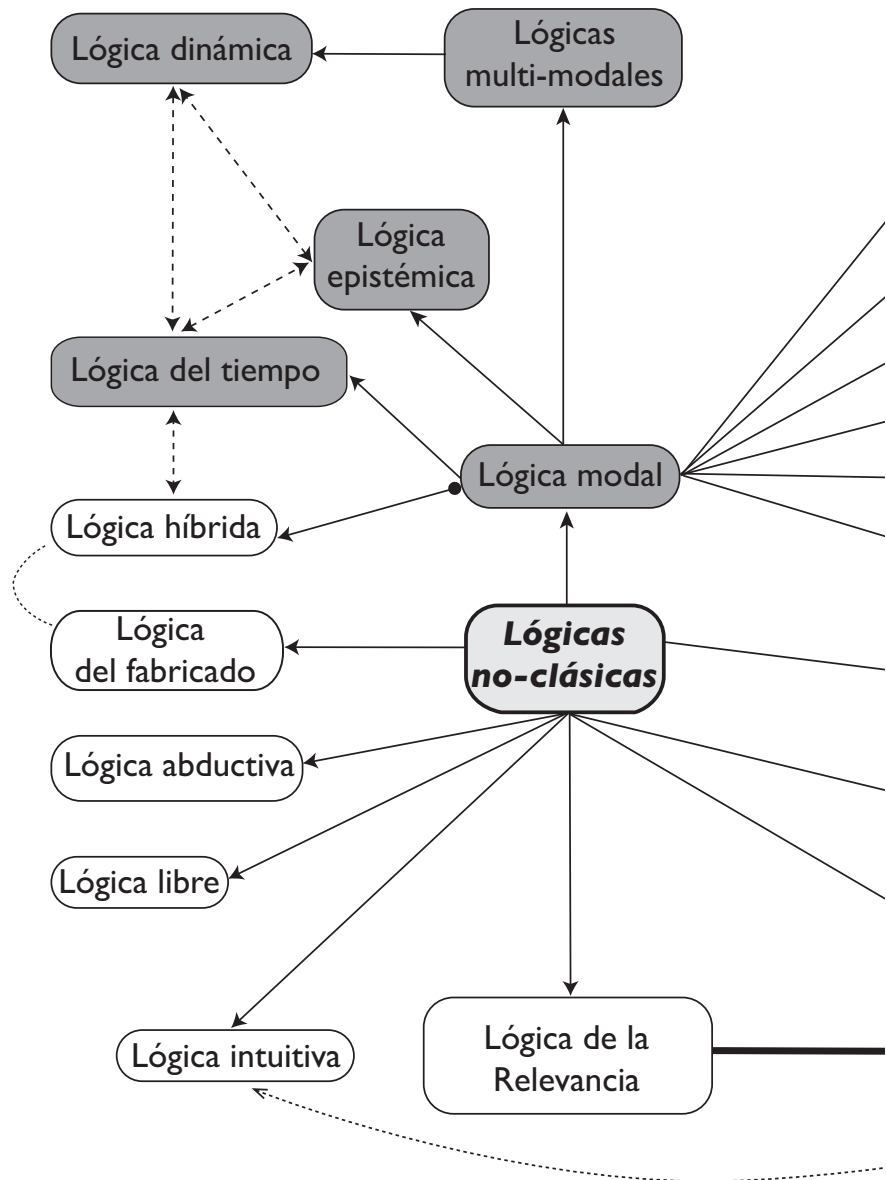 Lógica dinámica
Lógicas
multi-modales
Lógica
epistémica
Lógica del tiempo
Lógica modal
Lógica híbrida
Lógica
del fabricado
Lógicas
no-clásicas
Lógica abductiva
Lógica libre
Lógica intuitiva
Lógica de la
Relevancia